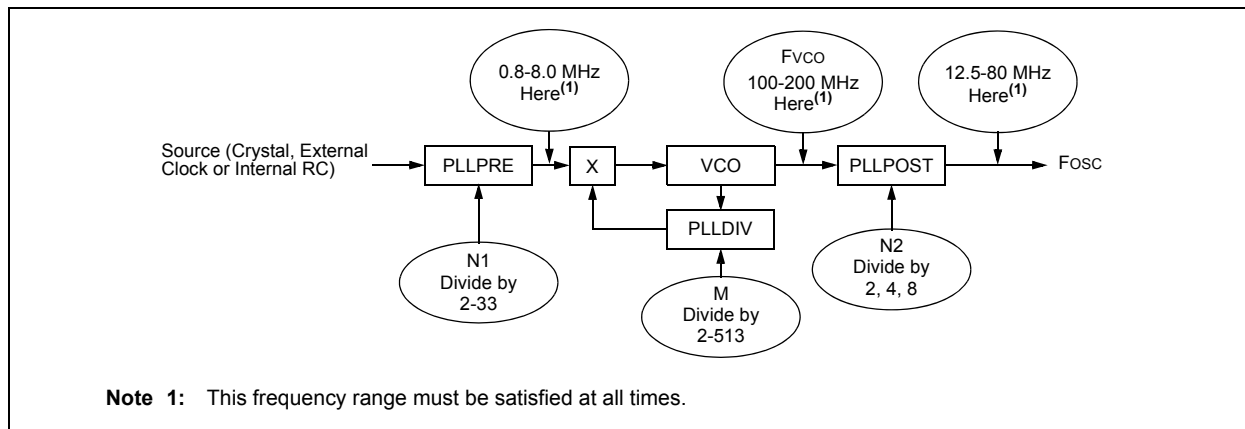 0.8-8.0 MHz
Here(1)
FVCO
100-200 MHz
Here(1)
12.5-80 MHz
Here(1)
Source (Crystal, External
Clock or Internal RC)
PLLPRE
X
VCO
PLLPOST
FOSC
PLLDIV
N1
Divide by
2-33
M
Divide by
2-513
N2
Divide by
2, 4, 8
Note 1: This frequency range must be satisfied at all times.